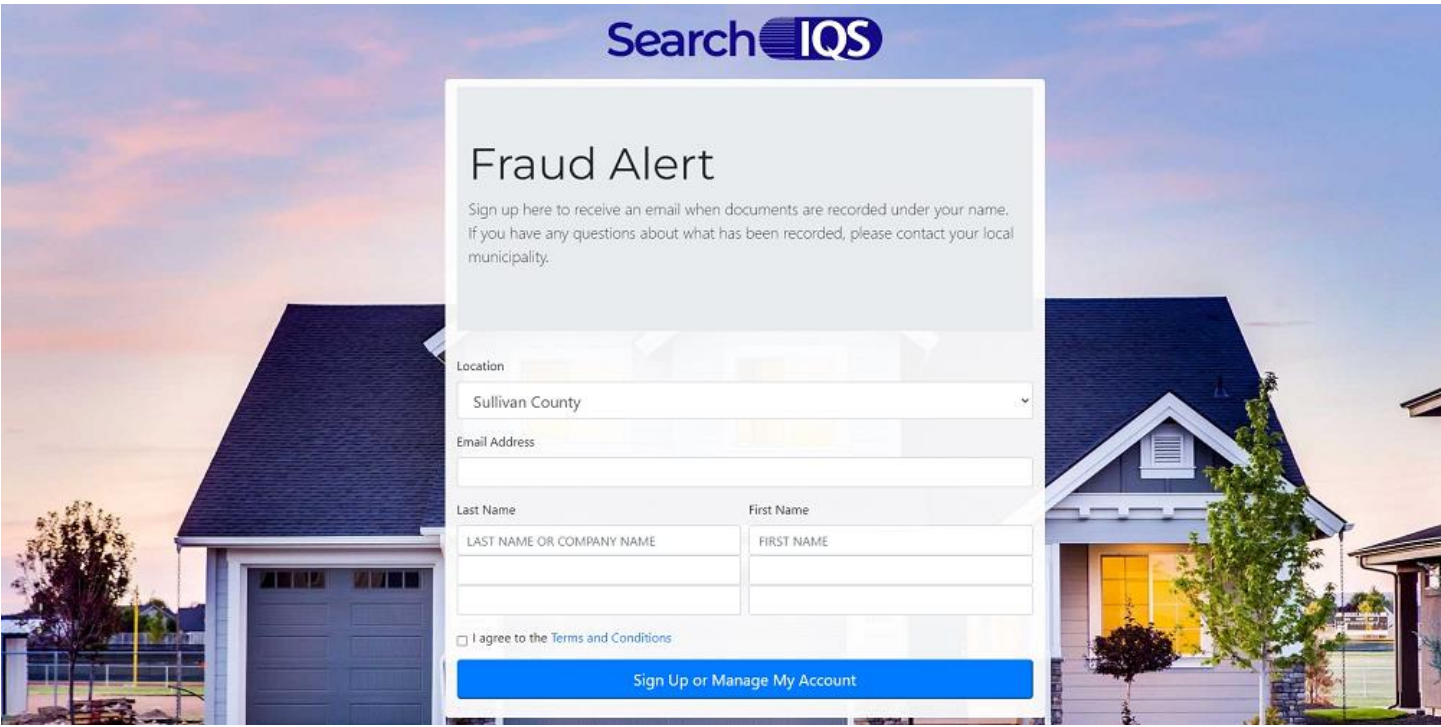 Search IQS
Fraud Alert
Sign up here to receive an email when documents are recorded under your name.
If you have any questions about what has been recorded, please contact your local
municipality.
Location
Sullivan County
Email Address
Last Name First Name
LAST NAME OR COMPANY NAME FIRST NAME
I agree to the Terms and Conditions
Sign Up or Manage My Account